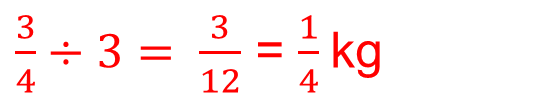 3/4 ÷ 3 = 3/12 = 1/4 kg